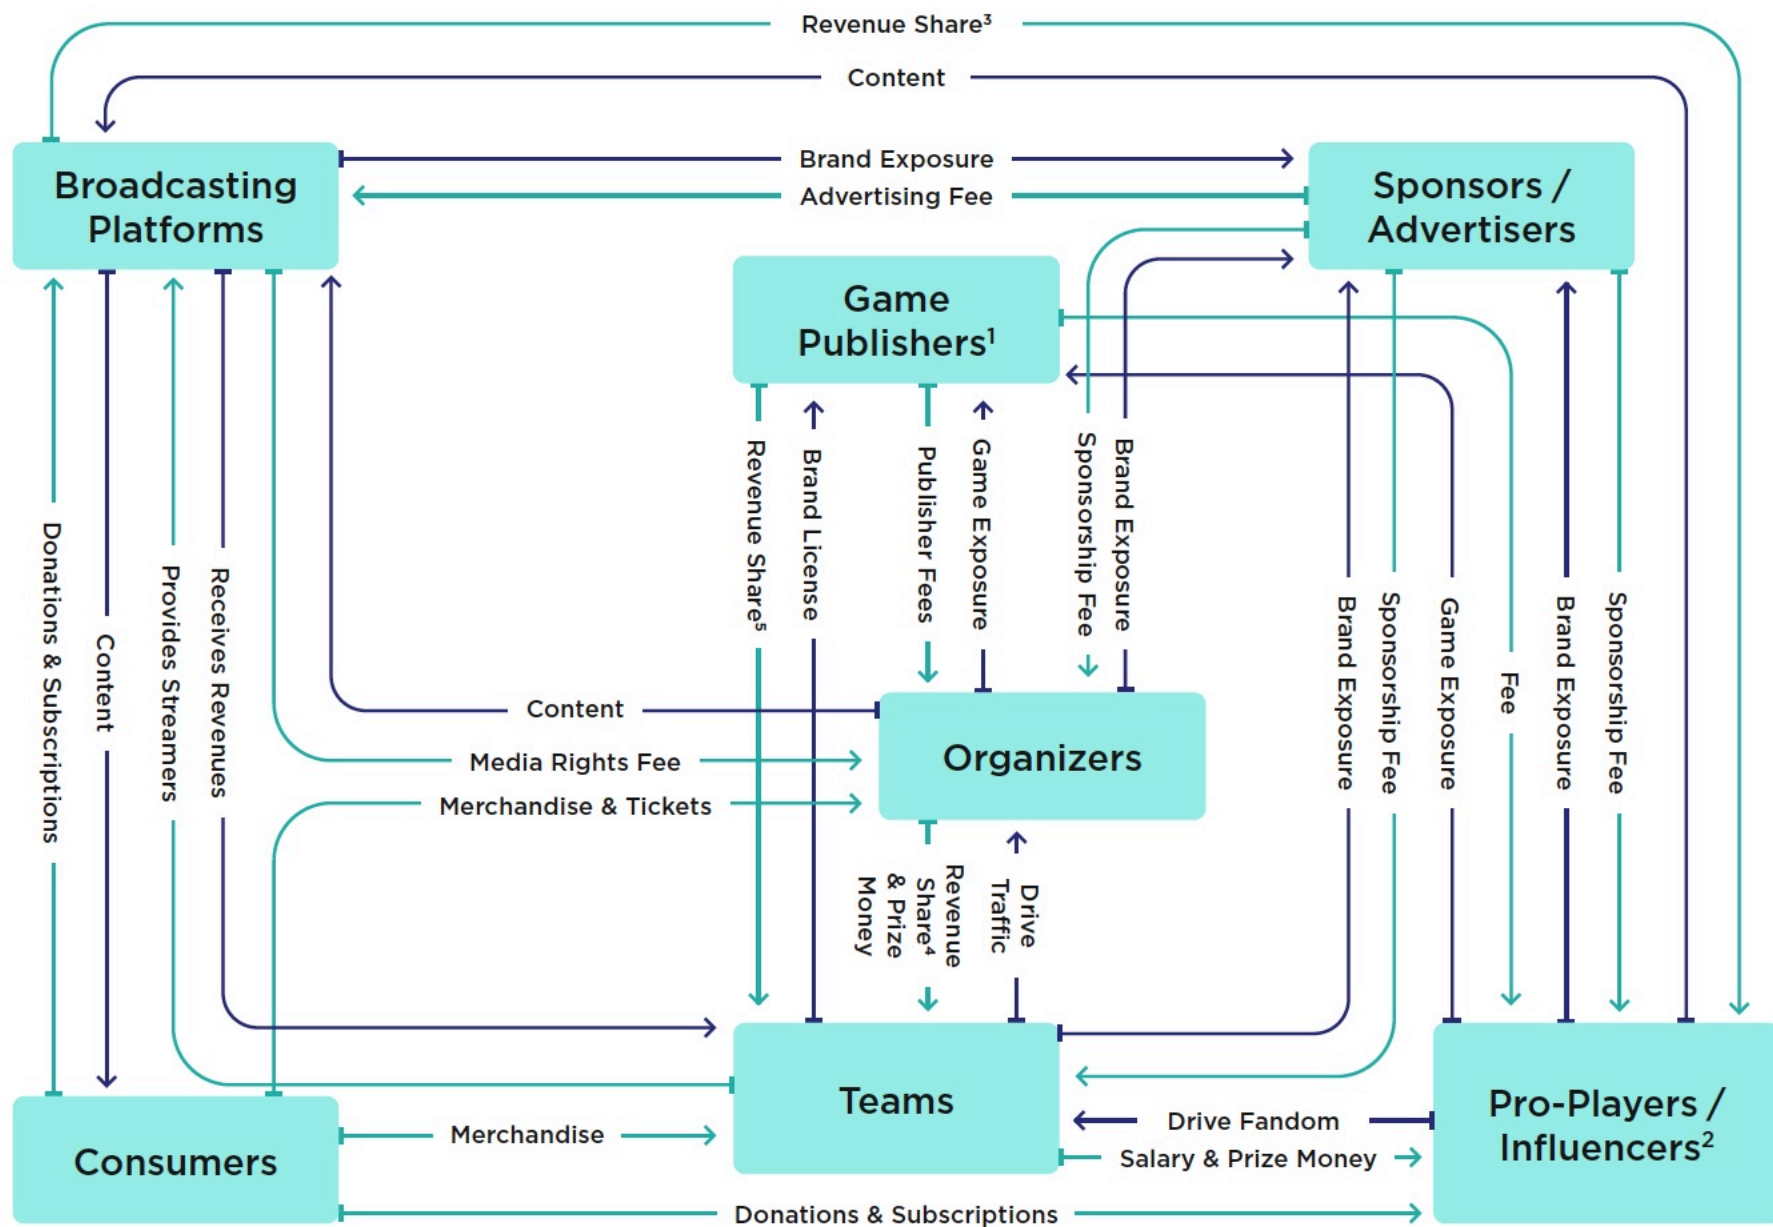 Revenue Share³
Content
Brand Exposure
Advertising Fee
Broadcasting
Platforms
Sponsors /
Advertisers
Game
Publishers¹
Revenue Share⁵
Brand License
Publisher Fees
Game Exposure
Sponsorship Fee
Brand Exposure
Donations & Subscriptions
Content
Provides Streamers
Receives Revenues
Brand Exposure
Sponsorship Fee
Game Exposure
Fee
Brand Exposure
Sponsorship Fee
Content
Media Rights Fee
Merchandise & Tickets
Organizers
Revenue
Share⁴
& Prize
Money
Drive
Traffic
Teams
Drive Fandom
Salary & Prize Money
Pro-Players /
Influencers²
Consumers
Merchandise
Donations & Subscriptions